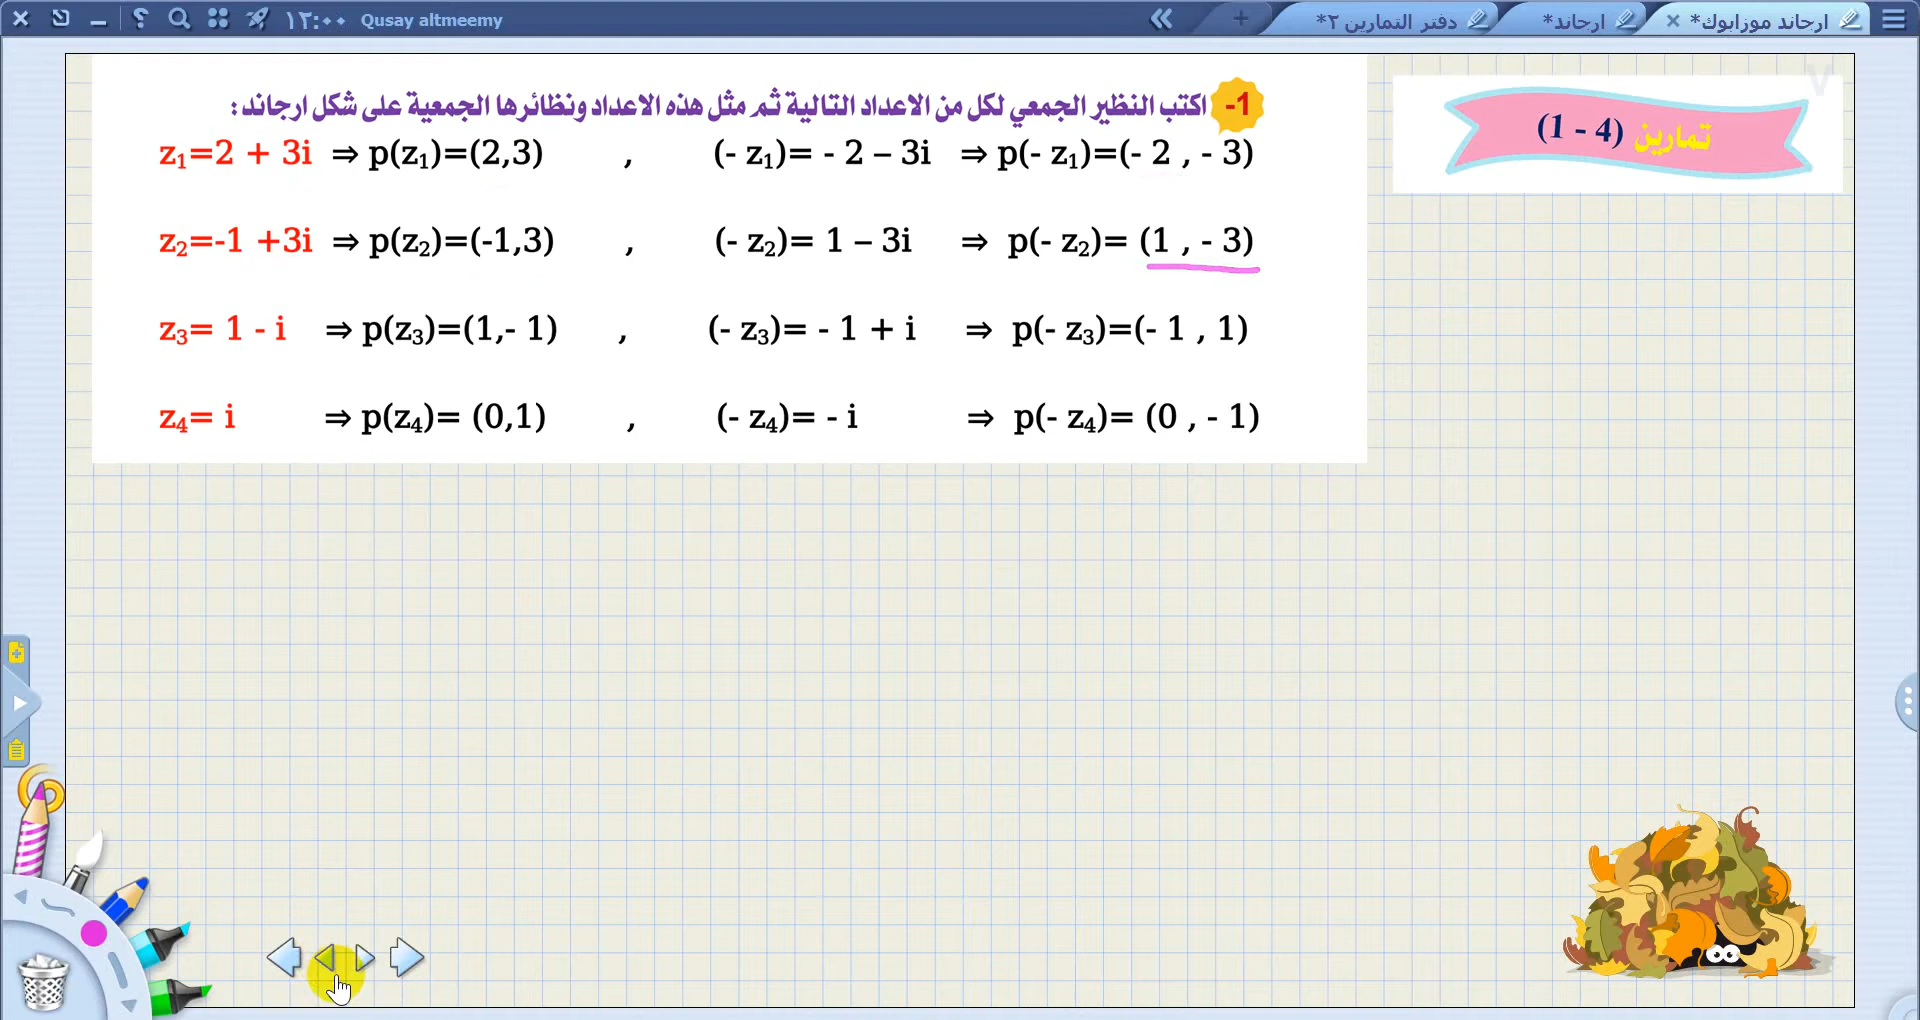 ١٢:٠٠ Qusay altmeemy
دفتر التمارين ٢*
ارجاند*
ارجاند موزابوك*
تمارين (4 - 1)
1- اكتب النظير الجمعي لكل من الاعداد التالية ثم مثل هذه الاعداد ونظائرها الجمعية على شكل ارجاند :
z₁=2 + 3i ⇒ p(z₁)=(2,3) , (- z₁)= - 2 – 3i ⇒ p(- z₁)=(- 2 , - 3)
z₂=-1 +3i ⇒ p(z₂)=(-1,3) , (- z₂)= 1 – 3i ⇒ p(- z₂)= (1 , - 3)
z₃= 1 - i ⇒ p(z₃)=(1,- 1) , (- z₃)= - 1 + i ⇒ p(- z₃)=(- 1 , 1)
z₄= i ⇒ p(z₄)= (0,1) , (- z₄)= - i ⇒ p(- z₄)= (0 , - 1)